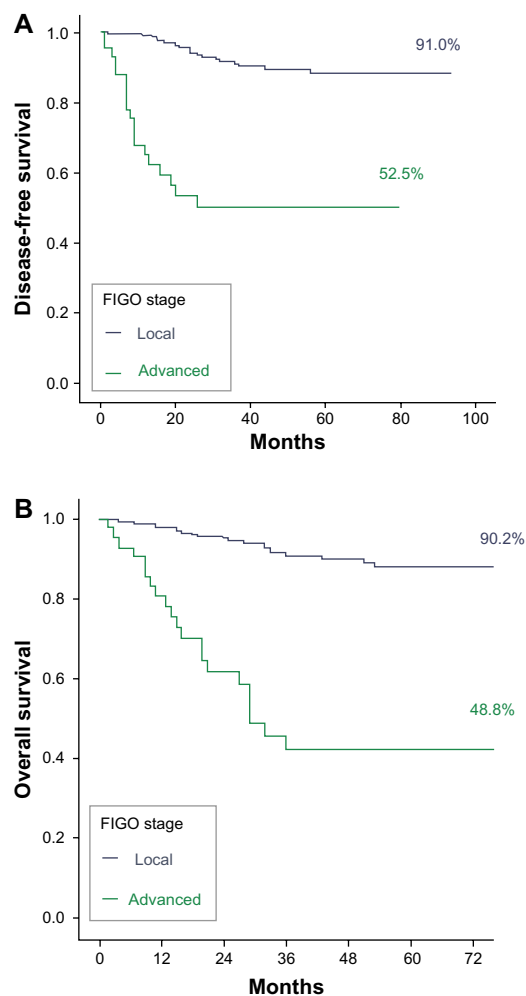 A
1.0
0.8
0.6
0.4
0.2
0.0
Disease-free survival
91.0%
52.5%
FIGO stage
Local
Advanced
0 20 40 60 80 100
Months
B
1.0
0.8
0.6
0.4
0.2
0.0
Overall survival
90.2%
48.8%
FIGO stage
Local
Advanced
0 12 24 36 48 60 72
Months